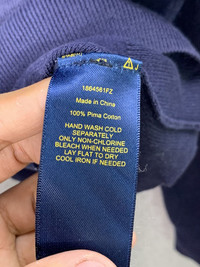 1864561FZ
Made in China
100% Pima Cotton
HAND WASH COLD
SEPARATELY
ONLY NON-CHLORINE
BLEACH WHEN NEEDED
LAY FLAT TO DRY
COOL IRON IF NEEDED